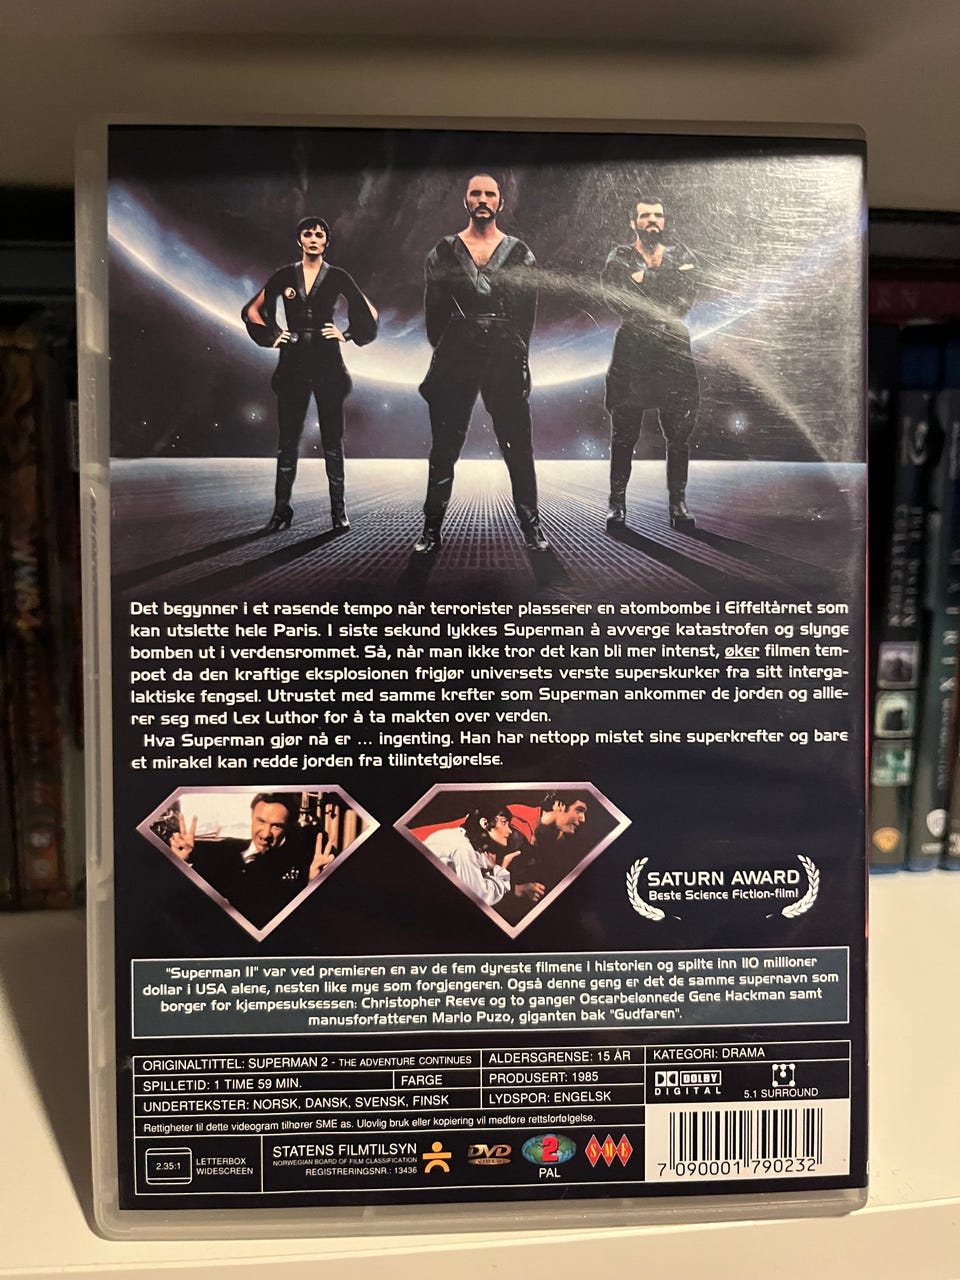 Det begynner i et rasende tempo når terrorister plasserer en atombombe i Eiffeltårnet som
kan utslette hele Paris. I siste sekund lykkes Superman å avverge katastrofen og slynge
bomben ut i verdensrommet. Så, når man ikke tror det kan bli mer intenst, øker filmen tem-
poet da den kraftige eksplosionen frigjør universets verste superskurker fra sitt interga-
laktiske fengsel. Utrustet med samme krefter som Superman ankommer de jorden og allie-
rer seg med Lex Luthor for å ta makten over verden.
Hva Superman gjør nå er ... ingenting. Han har nettopp mistet sine superkrefter og bare
et mirakel kan redde jorden fra tilintetgjørelse.
SATURN AWARD
Beste Science Fiction-film!
"Superman II" var ved premieren en av de fem dyreste filmene i historien og spilte inn 110 millioner
dollar i USA alene, nesten like mye som forgjengeren. Også denne geng er det de samme supernavn som
borger for kjempesuksessen: Christopher Reeve og to ganger Oscarbelønnede Gene Hackman samt
manusforfatteren Mario Puzo, giganten bak "Gudfaren".
ORIGINALTITTEL: SUPERMAN 2 - THE ADVENTURE CONTINUES
ALDERSGRENSE: 15 ÅR
KATEGORI: DRAMA
SPILLETID: 1 TIME 59 MIN.
FARGE
PRODUSERT: 1985
UNDERTEKSTER: NORSK, DANSK, SVENSK, FINSK
LYDSPOR: ENGELSK
DOLBY
DIGITAL
5.1 SURROUND
Rettigheter til dette videogram tilhører SME as. Ulovlig bruk eller kopiering vil medføre rettsforfølgelse.
2.35:1
LETTERBOX
WIDESCREEN
STATENS FILMTILSYN
NORWEGIAN BOARD OF FILM CLASSIFICATION
REGISTRERINGSNR.: 13436
DVD
VIDEO
2
PAL
SME
7 090001 790232